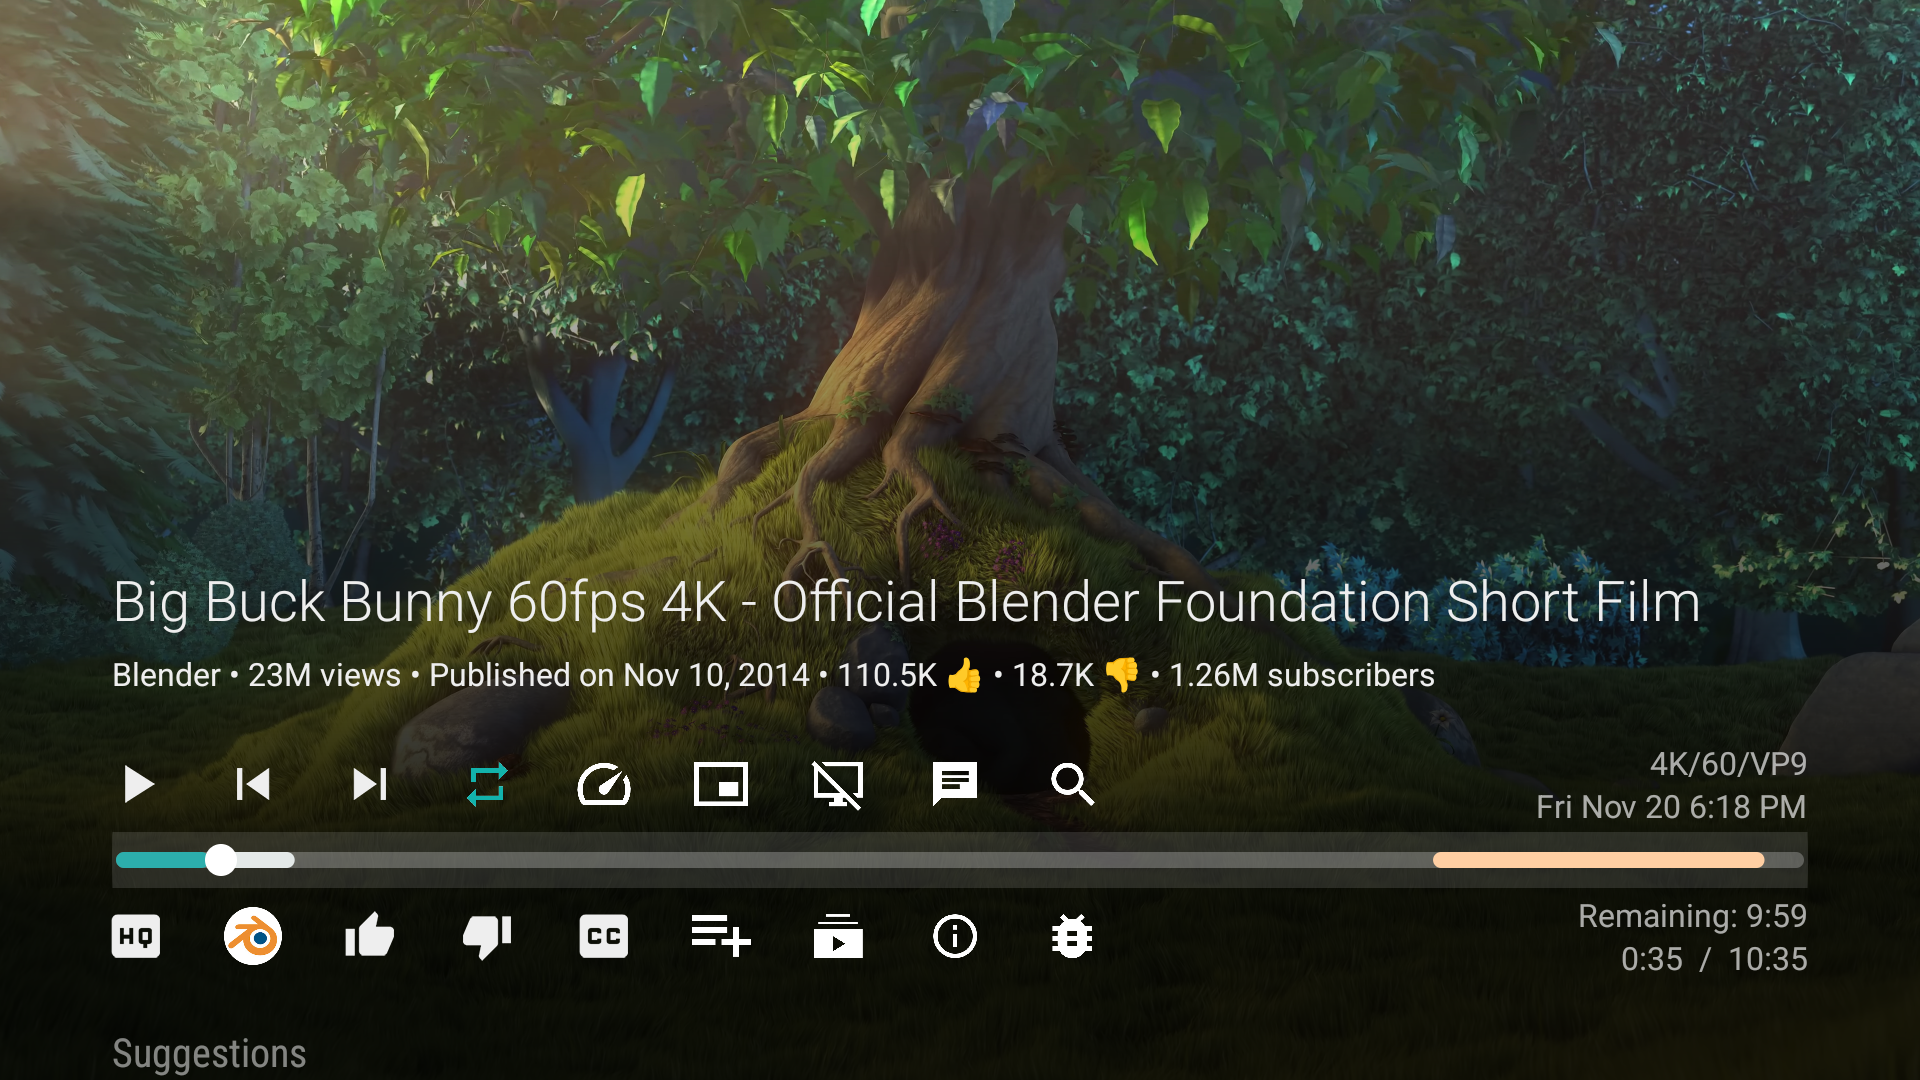 Big Buck Bunny 60fps 4K - Official Blender Foundation Short Film
Blender • 23M views • Published on Nov 10, 2014 • 110.5K 👍 • 18.7K 👎 • 1.26M subscribers
4K/60/VP9
Fri Nov 20 6:18 PM
HQ
CC
Remaining: 9:59
0:35 / 10:35
Suggestions